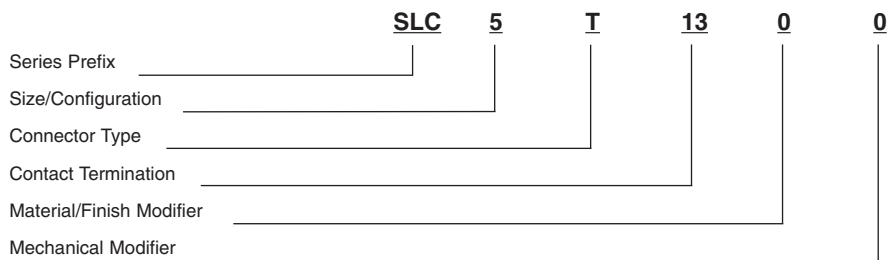 SLC 5 T 13 0 0
Series Prefix
Size/Configuration
Connector Type
Contact Termination
Material/Finish Modifier
Mechanical Modifier